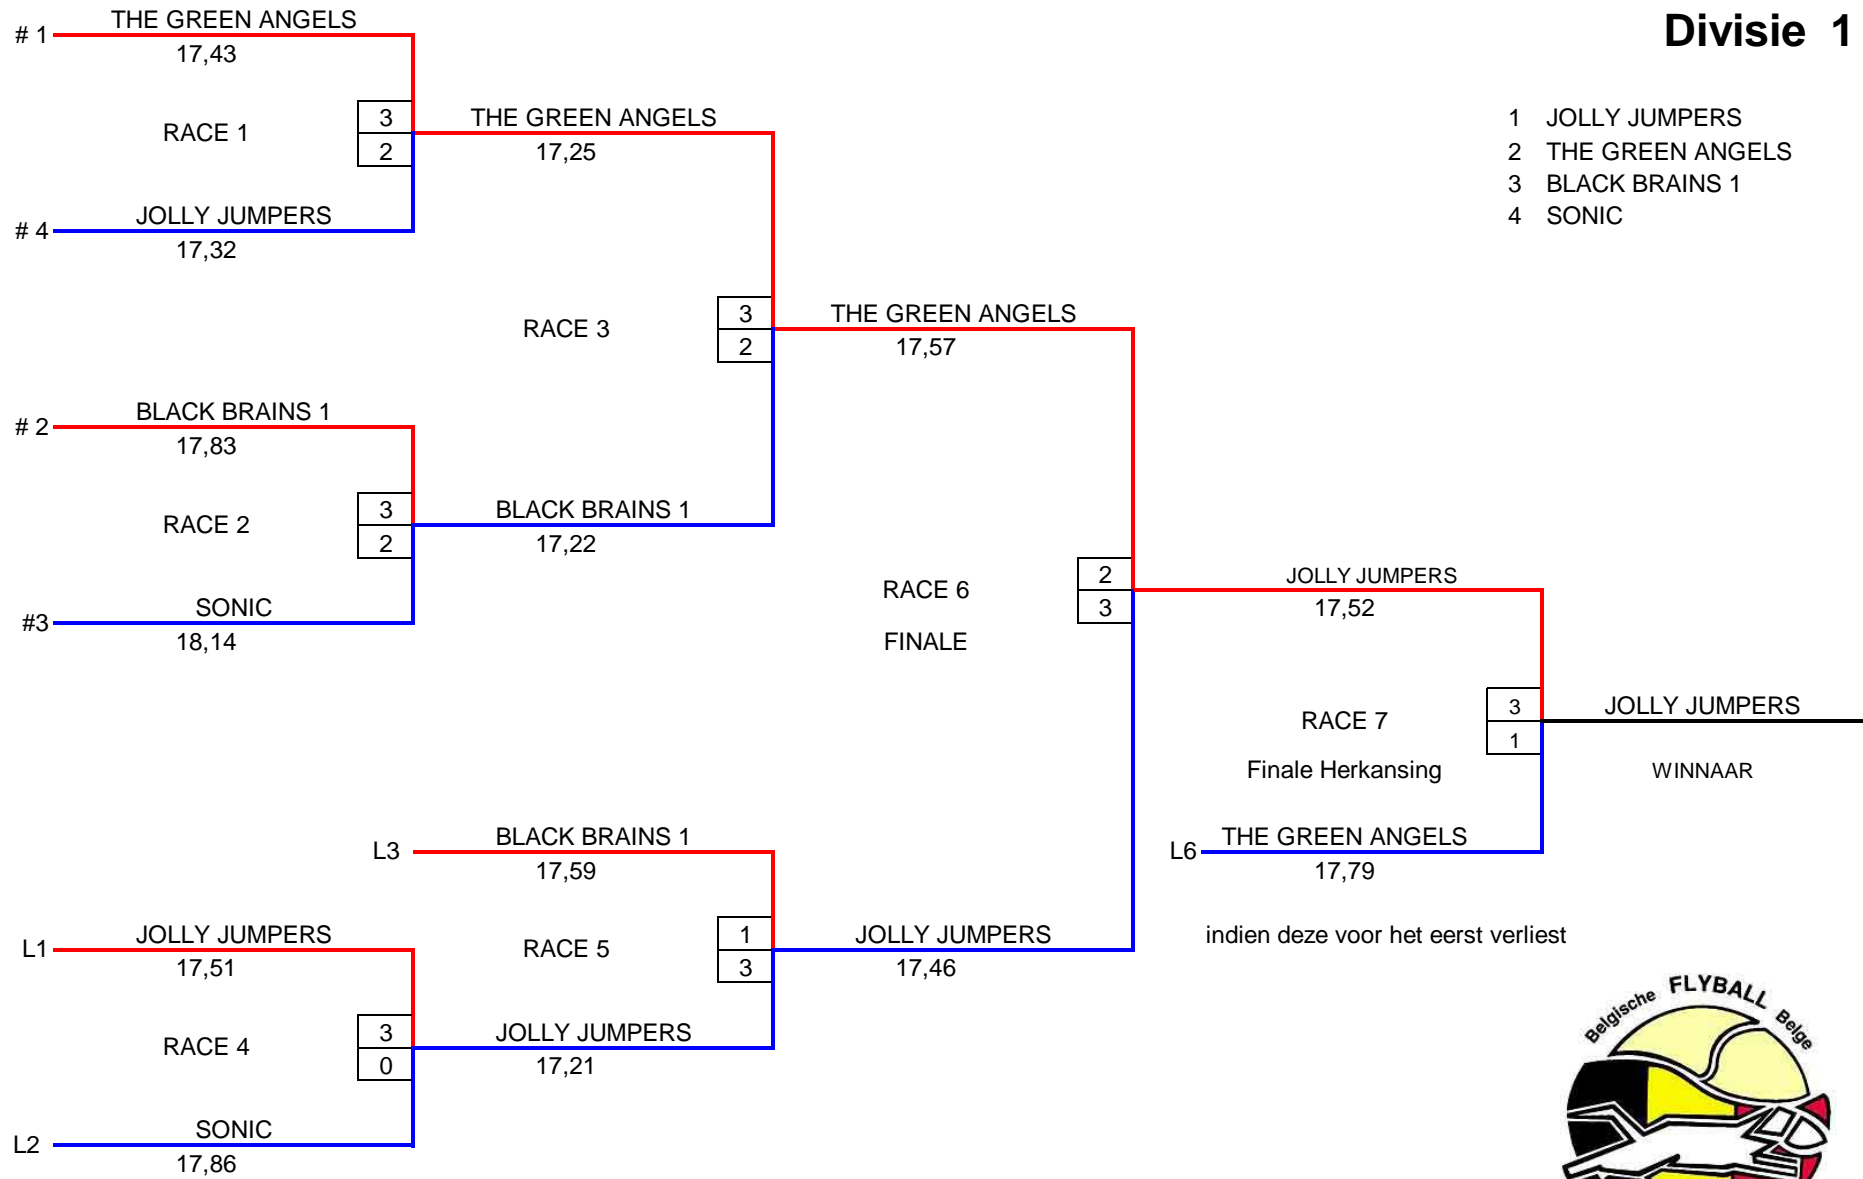 Divisie 1
# 1 THE GREEN ANGELS
17,43
RACE 1
3
2
# 4 JOLLY JUMPERS
17,32
THE GREEN ANGELS
17,25
1 JOLLY JUMPERS
2 THE GREEN ANGELS
3 BLACK BRAINS 1
4 SONIC
RACE 3
3
2
THE GREEN ANGELS
17,57
# 2 BLACK BRAINS 1
17,83
RACE 2
3
2
#3 SONIC
18,14
BLACK BRAINS 1
17,22
RACE 6
2
3
FINALE
JOLLY JUMPERS
17,52
RACE 7
3
1
Finale Herkansing
JOLLY JUMPERS
WINNAAR
L6 THE GREEN ANGELS
17,79
indien deze voor het eerst verliest
L3 BLACK BRAINS 1
17,59
RACE 5
1
3
JOLLY JUMPERS
17,46
L1 JOLLY JUMPERS
17,51
RACE 4
3
0
JOLLY JUMPERS
17,21
L2 SONIC
17,86
Belgische FLYBALL Belge